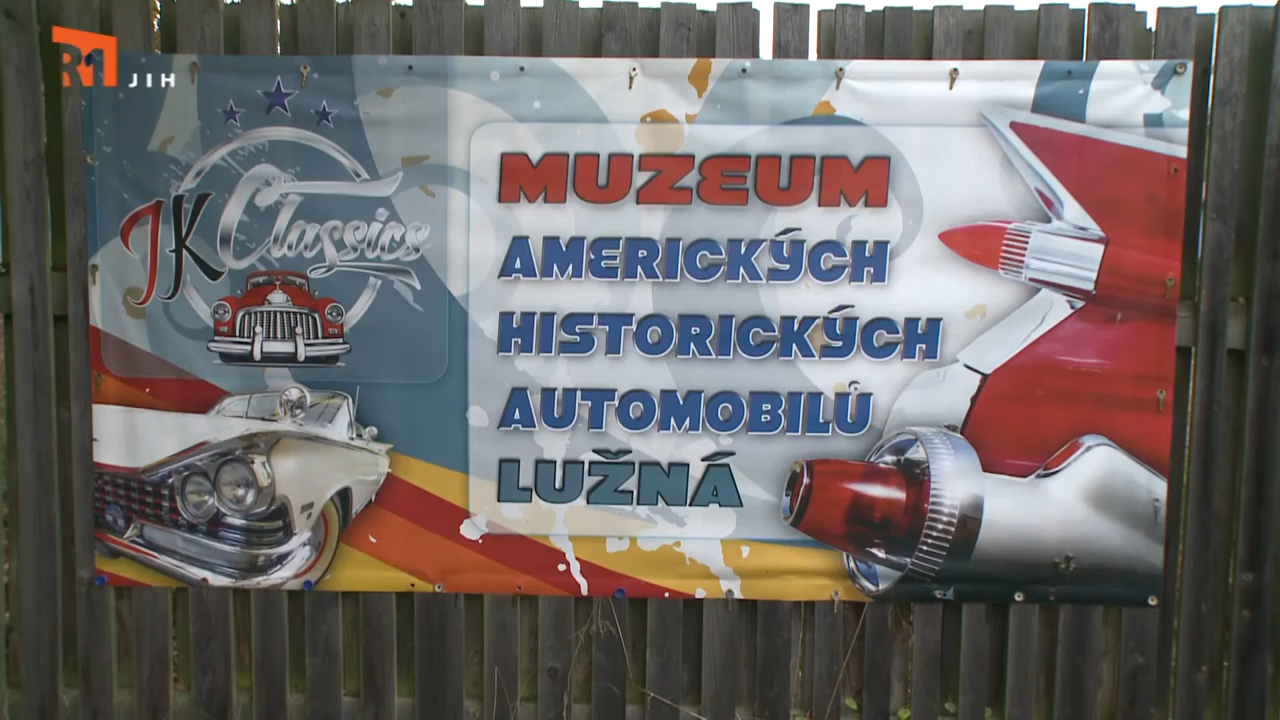 R1 JIH
JK Classics
MUZEUM
AMERICKÝCH
HISTORICKÝCH
AUTOMOBILŮ
LUŽNÁ